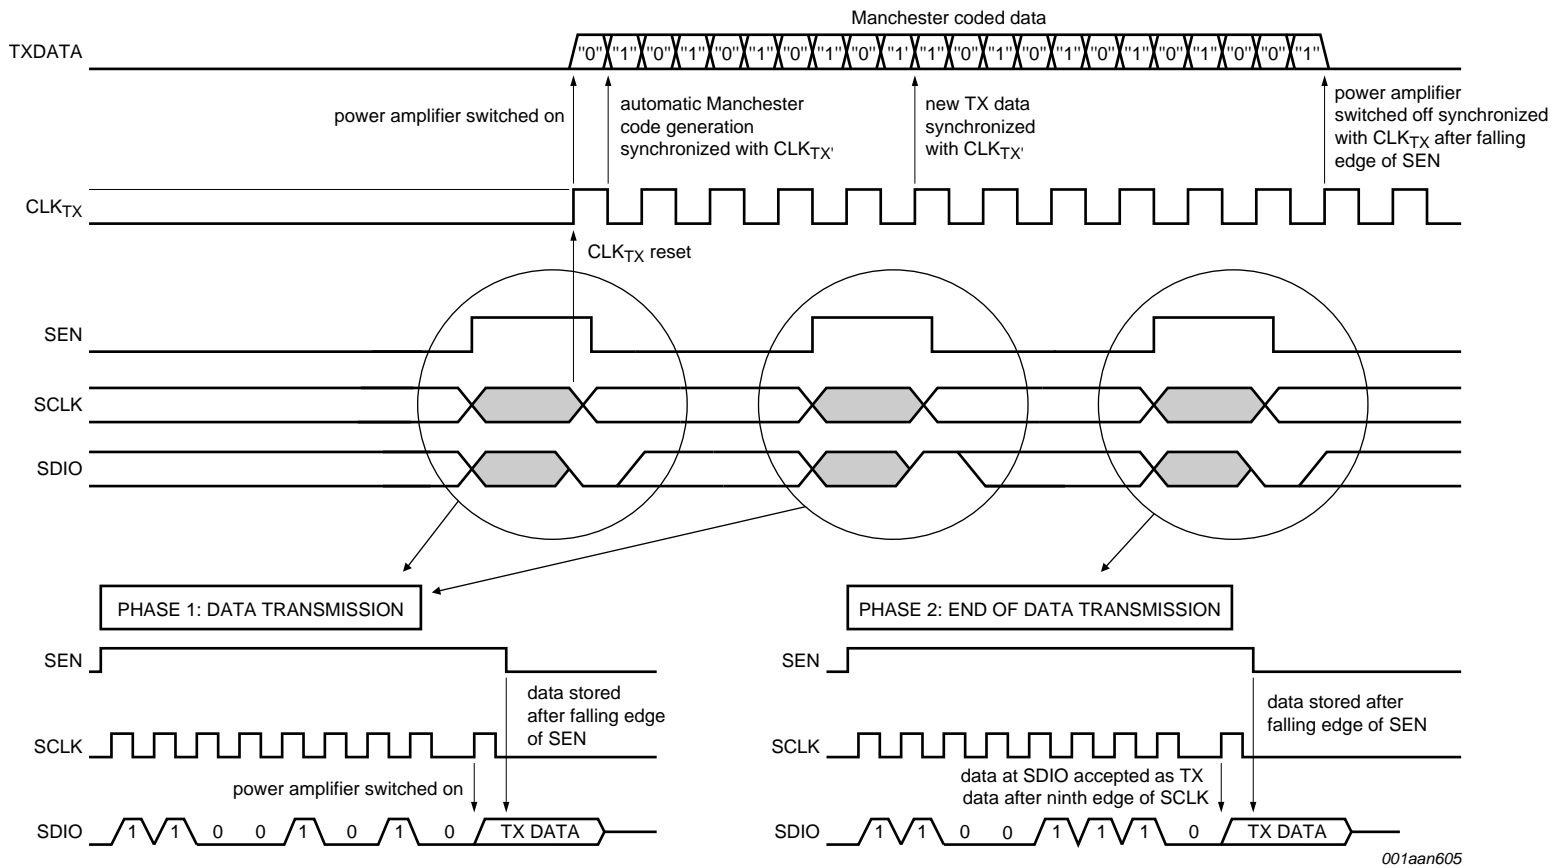 Manchester coded data
TXDATA
"0" "1" "0" "1" "0" "1" "0" "1" "0" "1" "1" "0" "1" "0" "1" "0" "1" "0" "1" "0" "0" "1"
power amplifier switched on
automatic Manchester
code generation
synchronized with CLKTX'
new TX data
synchronized
with CLKTX'
power amplifier
switched off synchronized
with CLKTX after falling
edge of SEN
CLKTX
CLKTX reset
SEN
SCLK
SDIO
PHASE 1: DATA TRANSMISSION
SEN
data stored
after falling edge
of SEN
SCLK
power amplifier switched on
SDIO
1 1 0 0 1 0 1 0 TX DATA
PHASE 2: END OF DATA TRANSMISSION
SEN
data stored after
falling edge of SEN
SCLK
data at SDIO accepted as TX
data after ninth edge of SCLK
SDIO
1 1 0 0 1 1 1 0 TX DATA
001aan605